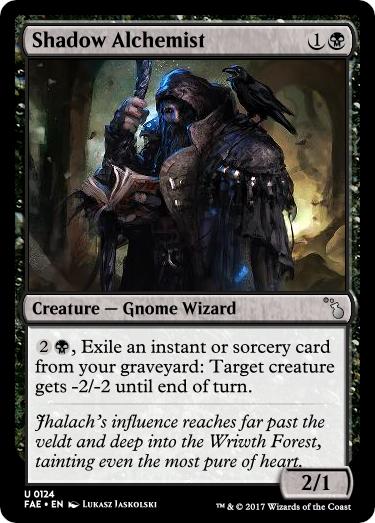 Shadow Alchemist 1
Creature — Gnome Wizard
2 , Exile an instant or sorcery card
from your graveyard: Target creature
gets -2/-2 until end of turn.
Jhalach's influence reaches far past the
veldt and deep into the Wriwth Forest,
tainting even the most pure of heart.
2/1
U 0124
FAE • EN Lukasz Jaskolski
™ & © 2017 Wizards of the Coast